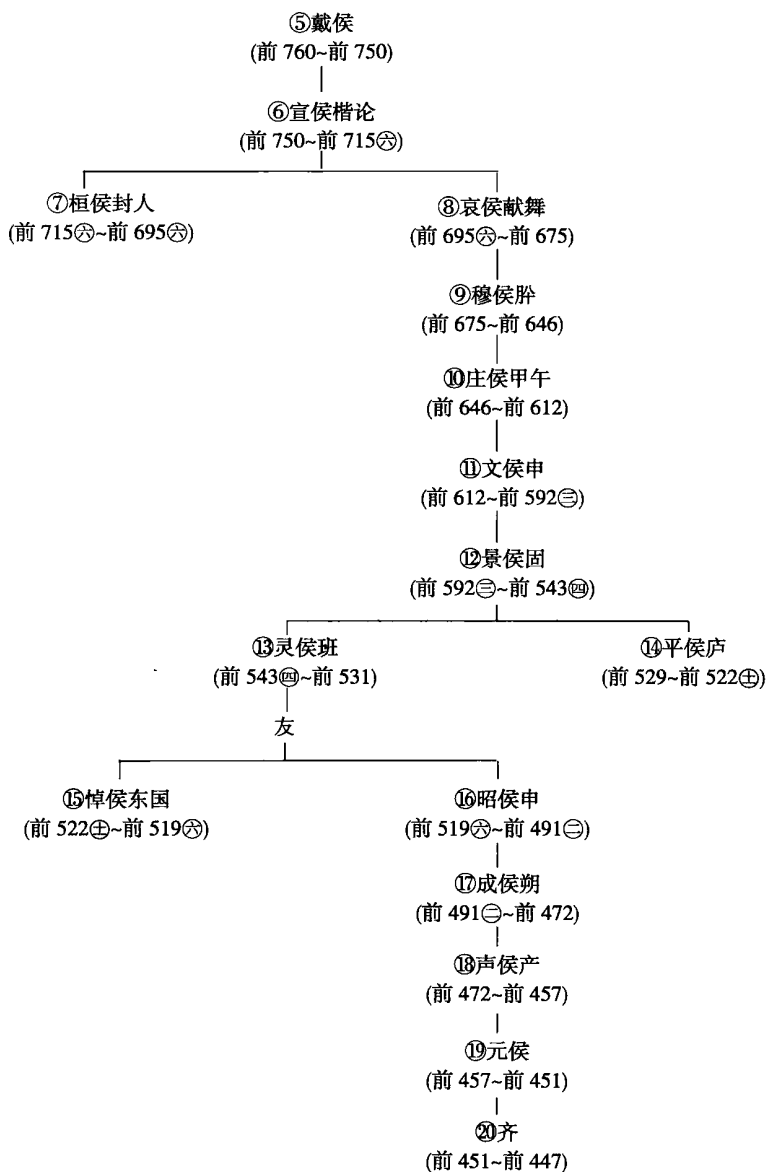 ⑤戴侯
(前 760~前 750)
⑥宣侯楷论
(前 750~前 715㊅)
⑦桓侯封人
(前 715㊅~前 695㊅)
⑧哀侯献舞
(前 695㊅~前 675)
⑨穆侯肸
(前 675~前 646)
⑩庄侯甲午
(前 646~前 612)
⑪文侯申
(前 612~前 592㊂)
⑫景侯固
(前 592㊂~前 543㊃)
⑬灵侯班
(前 543㊃~前 531)
⑭平侯庐
(前 529~前 522㊏)
友
⑮悼侯东国
(前 522㊏~前 519㊅)
⑯昭侯申
(前 519㊅~前 491㊁)
⑰成侯朔
(前 491㊁~前 472)
⑱声侯产
(前 472~前 457)
⑲元侯
(前 457~前 451)
⑳齐
(前 451~前 447)